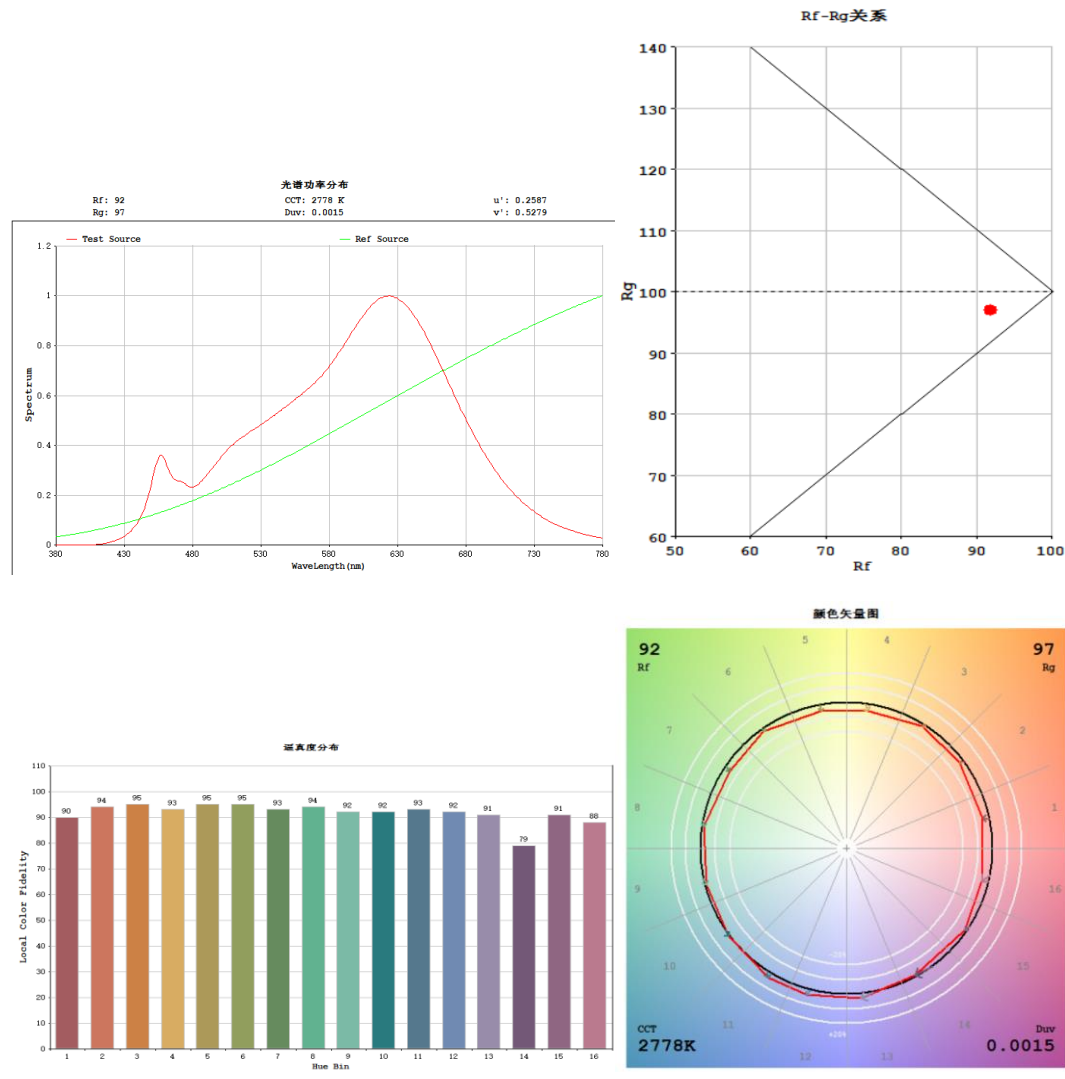 Rf-Rg关系
140
130
120
110
100
90
80
70
60
50 60 70 80 90 100
Rg
Rf
光谱功率分布
Rf: 92 CCT: 2778 K u': 0.2587
Rg: 97 Duv: 0.0015 v': 0.5279
Test Source Ref Source
1.2
1
0.8
0.6
0.4
0.2
0
Spectrum
380 430 480 530 580 630 680 730 780
WaveLength(nm)
颜色矢量图
92 97
Rf Rg
5 4
6 3
7 2
8 1
9 16
10 15
11 14
12 13
-20%
+20%
CCT Duv
2778K 0.0015
逼真度分布
110
100
90
80
70
60
50
40
30
20
10
0
Local Color Fidelity
90 94 95 93 95 95 93 94 92 92 93 92 91 79 91 88
1 2 3 4 5 6 7 8 9 10 11 12 13 14 15 16
Hue Bin